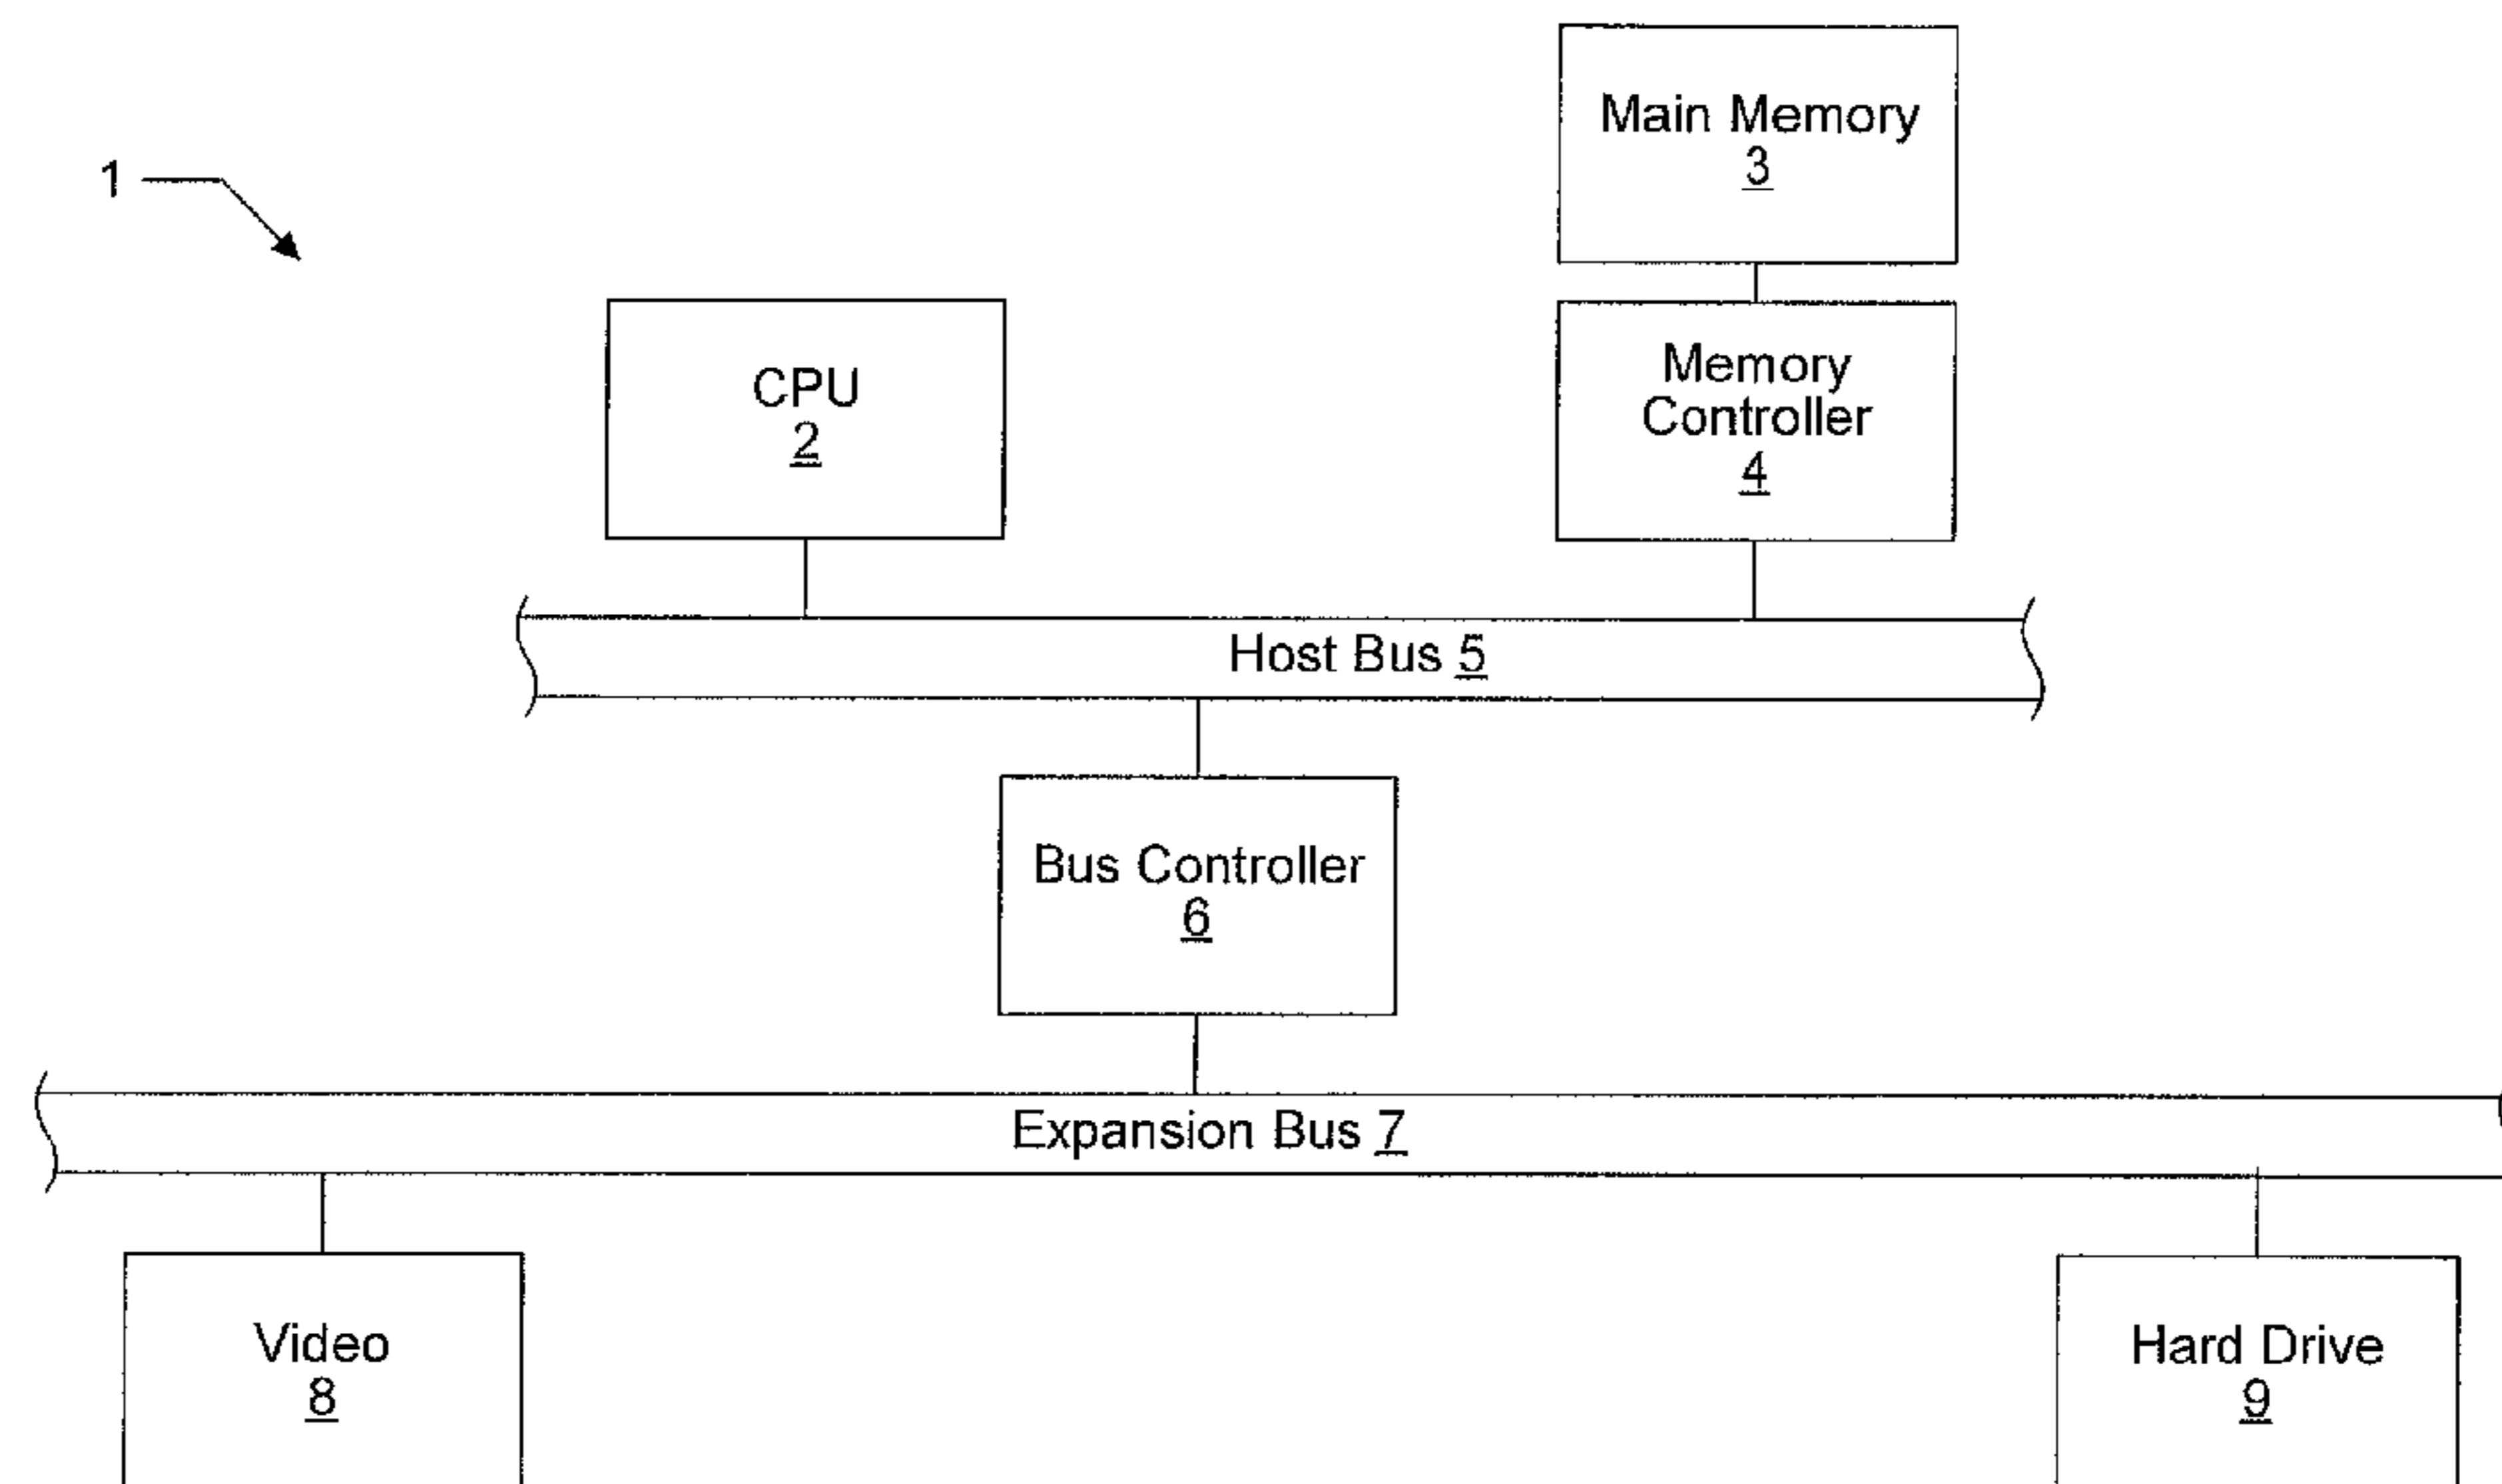 Main Memory
3
1
CPU
2
Memory
Controller
4
Host Bus 5
Bus Controller
6
Expansion Bus 7
Video
8
Hard Drive
9